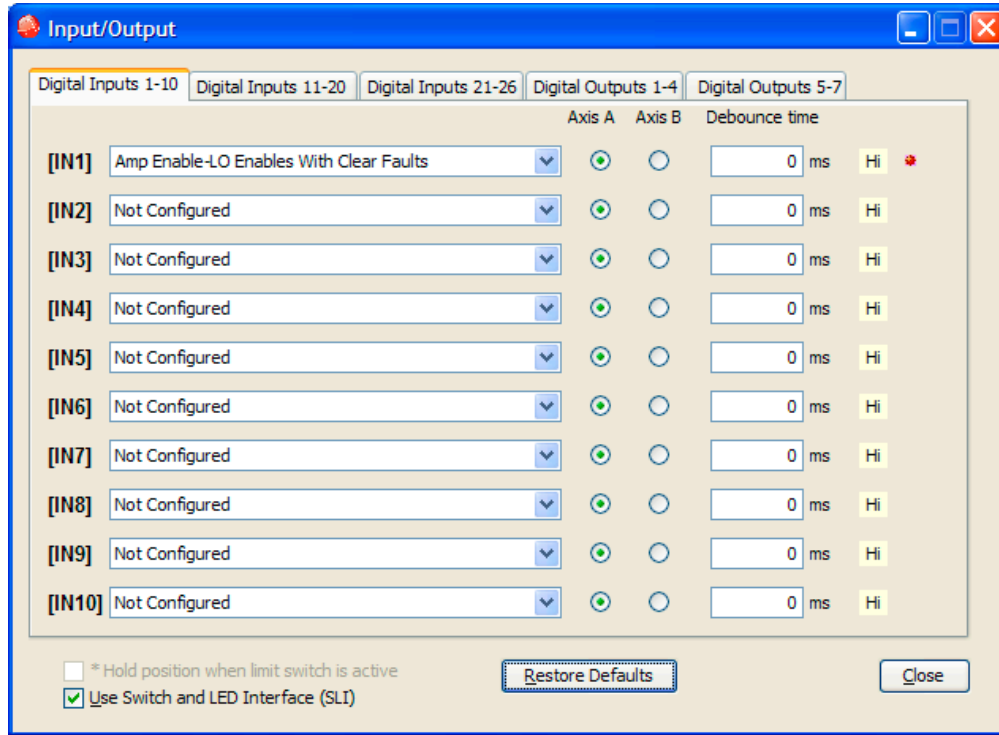 Input/Output
Digital Inputs 1-10 Digital Inputs 11-20 Digital Inputs 21-26 Digital Outputs 1-4 Digital Outputs 5-7
Axis A Axis B Debounce time
[IN1] Amp Enable-LO Enables With Clear Faults 0 ms Hi
[IN2] Not Configured 0 ms Hi
[IN3] Not Configured 0 ms Hi
[IN4] Not Configured 0 ms Hi
[IN5] Not Configured 0 ms Hi
[IN6] Not Configured 0 ms Hi
[IN7] Not Configured 0 ms Hi
[IN8] Not Configured 0 ms Hi
[IN9] Not Configured 0 ms Hi
[IN10] Not Configured 0 ms Hi
* Hold position when limit switch is active
Restore Defaults Close
Use Switch and LED Interface (SLI)